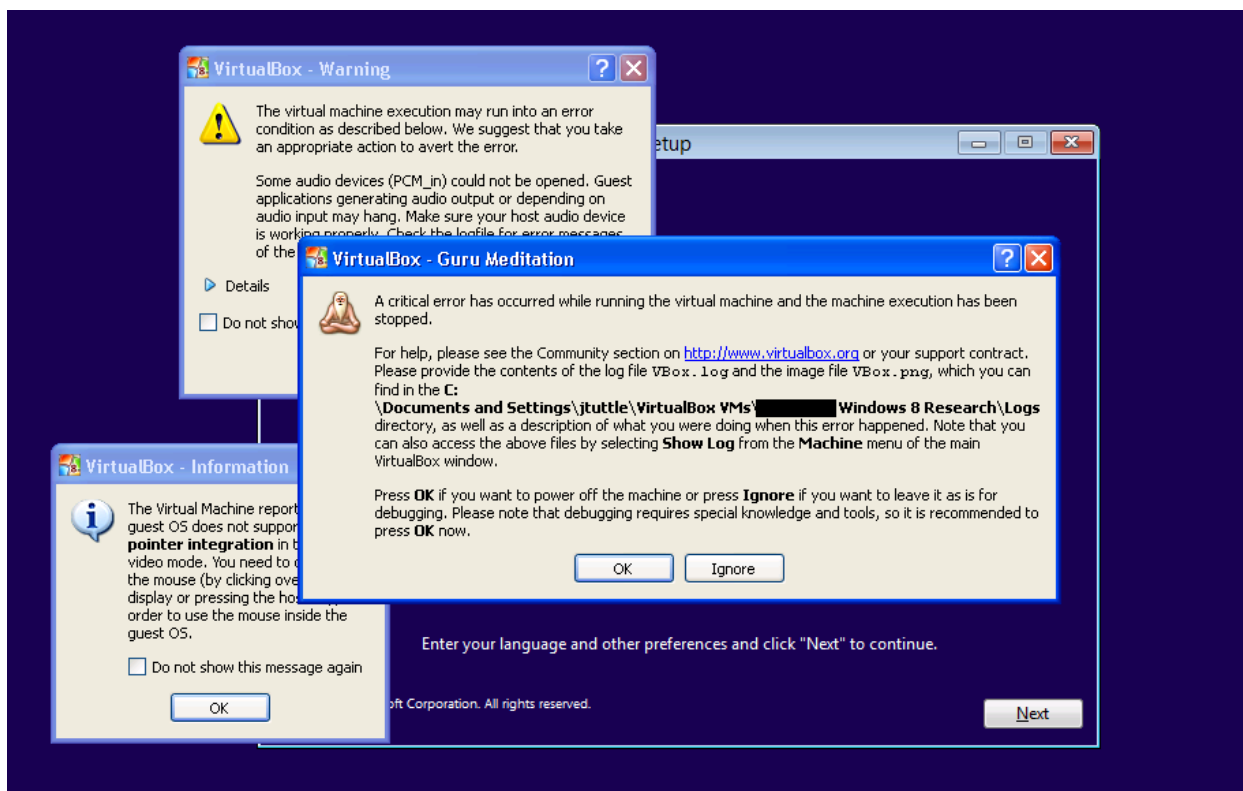 VirtualBox - Warning
The virtual machine execution may run into an error
condition as described below. We suggest that you take
an appropriate action to avert the error.
Some audio devices (PCM_in) could not be opened. Guest
applications generating audio output or depending on
audio input may hang. Make sure your host audio device
is working properly. Check the logfile for error messages
of the
Details
Do not show
etup
VirtualBox - Guru Meditation
A critical error has occurred while running the virtual machine and the machine execution has been
stopped.
For help, please see the Community section on http://www.virtualbox.org or your support contract.
Please provide the contents of the log file VBox.log and the image file VBox.png, which you can
find in the C:
\Documents and Settings\jtuttle\VirtualBox VMs\ Windows 8 Research\Logs
directory, as well as a description of what you were doing when this error happened. Note that you
can also access the above files by selecting Show Log from the Machine menu of the main
VirtualBox window.
Press OK if you want to power off the machine or press Ignore if you want to leave it as is for
debugging. Please note that debugging requires special knowledge and tools, so it is recommended to
press OK now.
OK
Ignore
VirtualBox - Information
The Virtual Machine report
guest OS does not suppor
pointer integration in t
video mode. You need to
the mouse (by clicking ove
display or pressing the ho
order to use the mouse inside the
guest OS.
Do not show this message again
OK
Enter your language and other preferences and click "Next" to continue.
oft Corporation. All rights reserved.
Next